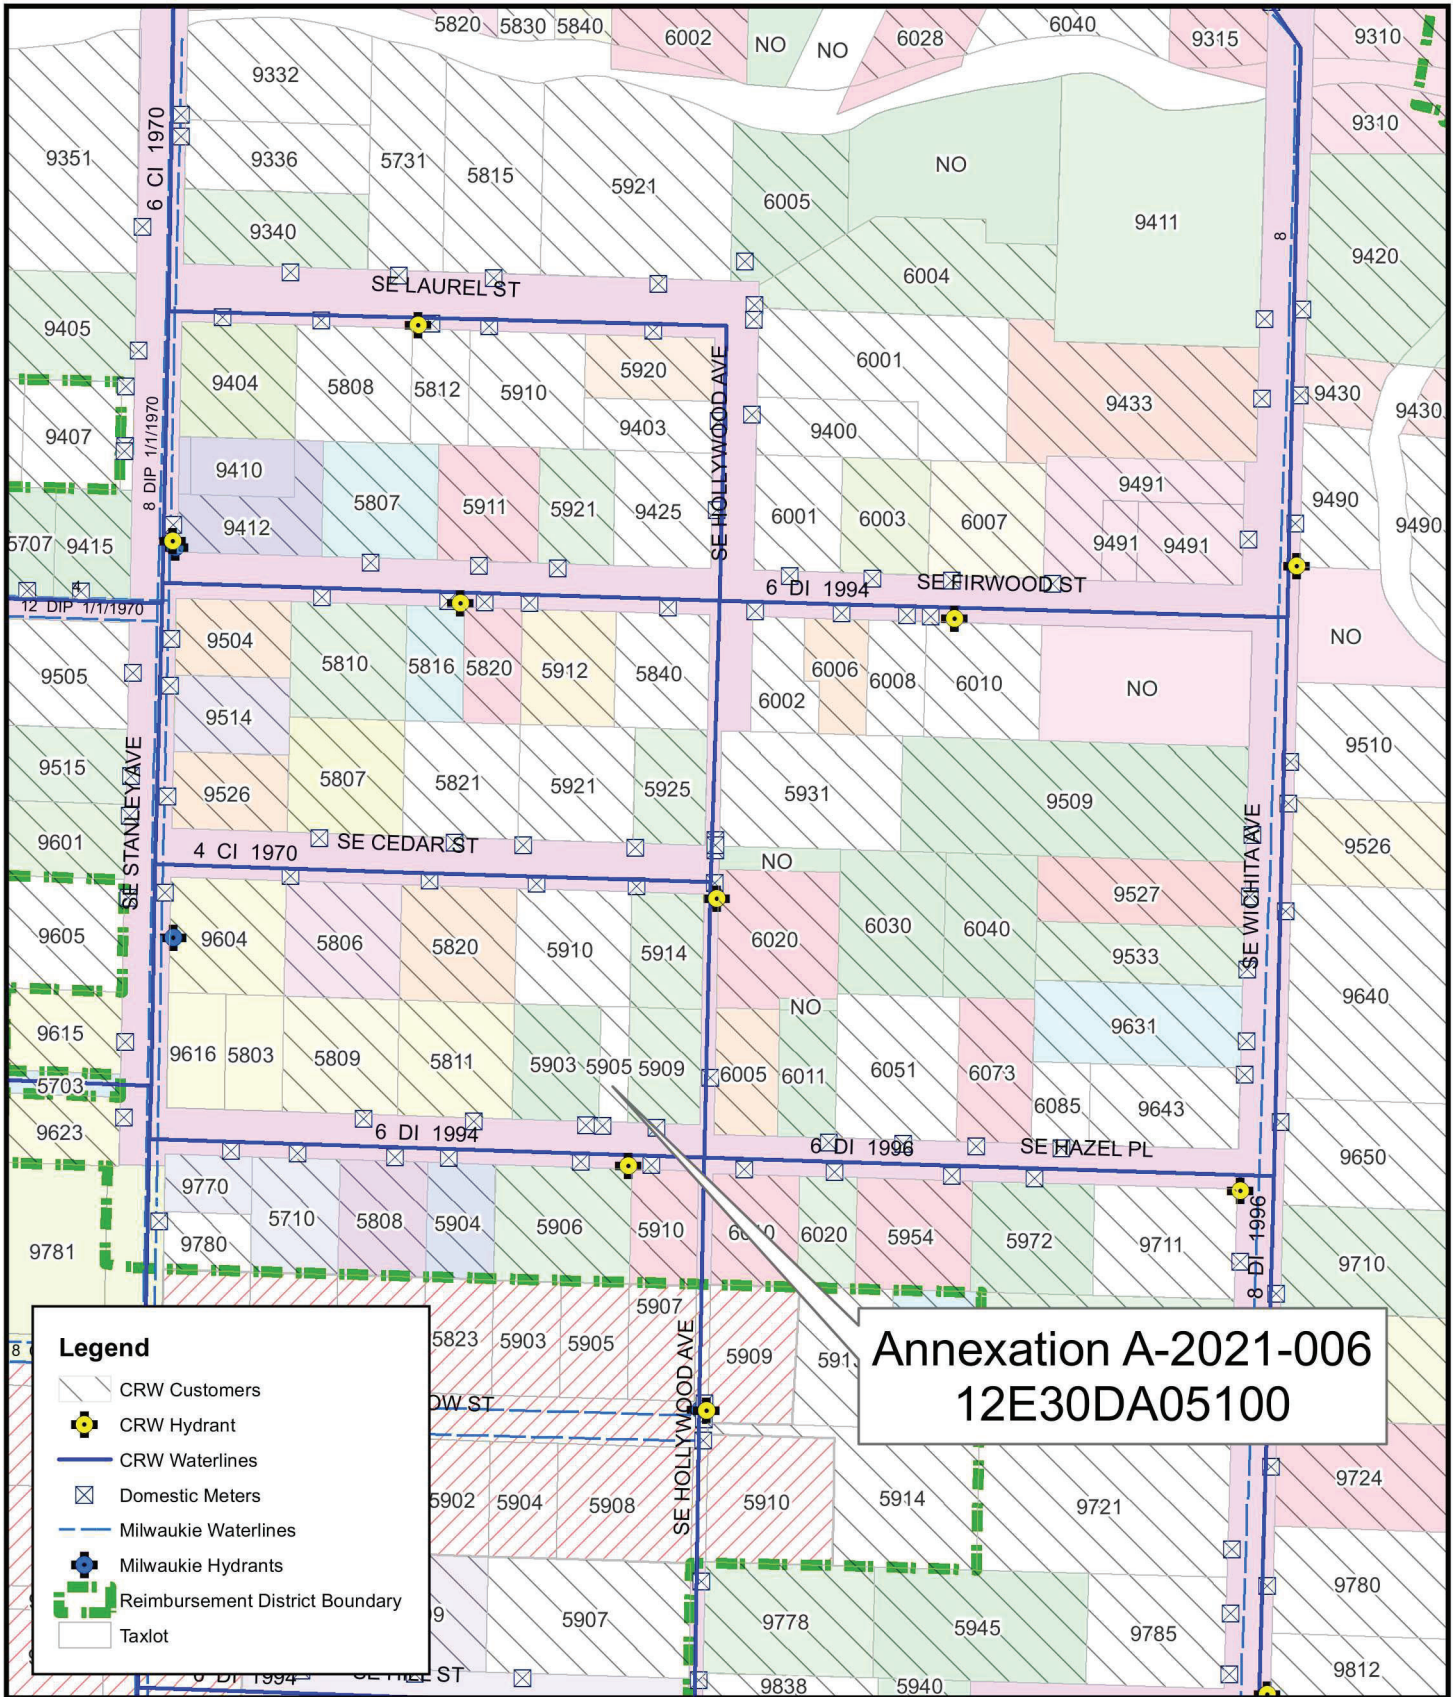 5820 5830 5840 6002 NO NO 6028 6040 9315 9310
9332
9351 9336 5731 5815 5921 6005 NO 9411 9310
6 CI 1970
9340 6004 9420
8
SE LAUREL ST
9405
9404 5808 5812 5910 5920 6001 9433 9430 9430
9407 9403 9400
SE HOLLYWOOD AVE
8 DIP 1/1/1970
9410 5807 5911 5921 9425 6001 6003 6007 9491 9490 9490
9412 9491 9491
5707 9415
4
12 DIP 1/1/1970
6 DI 1994 SE FIRWOOD ST
9504 5810 5816 5820 5912 5840 6002 6006 6008 6010 NO NO
9505
9514
9515 9526 5807 5821 5921 5925 5931 9509 9510
SE STANLEY AVE
9601
4 CI 1970 SE CEDAR ST
NO 9526
SE WICHITA AVE
9605 9604 5806 5820 5910 5914 6020 6030 6040 9527
9533
9640
NO 9631
9615 9616 5803 5809 5811 5903 5905 5909 6005 6011 6051 6073
5703 6085 9643
9623
6 DI 1994 6 DI 1996 SE HAZEL PL
9650
9770 5710 5808 5904 5906 5910 6020 5954 5972 9711
9781 9780 9710
8 DI 1996
5907
5823 5903 5905 5909
8
Annexation A-2021-006
12E30DA05100
SE HOLLYWOOD AVE
5902 5904 5908 5910 5914 9721 9724
9780
5907 9778 5945 9785
9812
9838 5940
6 DI 1994
Legend
CRW Customers
CRW Hydrant
CRW Waterlines
Domestic Meters
Milwaukie Waterlines
Milwaukie Hydrants
Reimbursement District Boundary
Taxlot